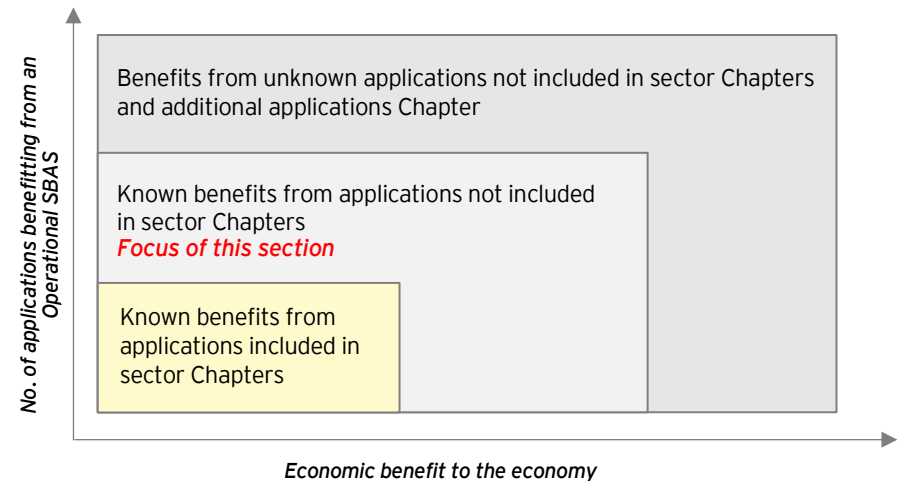 No. of applications benefitting from an
Operational SBAS
Benefits from unknown applications not included in sector Chapters
and additional applications Chapter
Known benefits from applications not included
in sector Chapters
Focus of this section
Known benefits from
applications included in
sector Chapters
Economic benefit to the economy